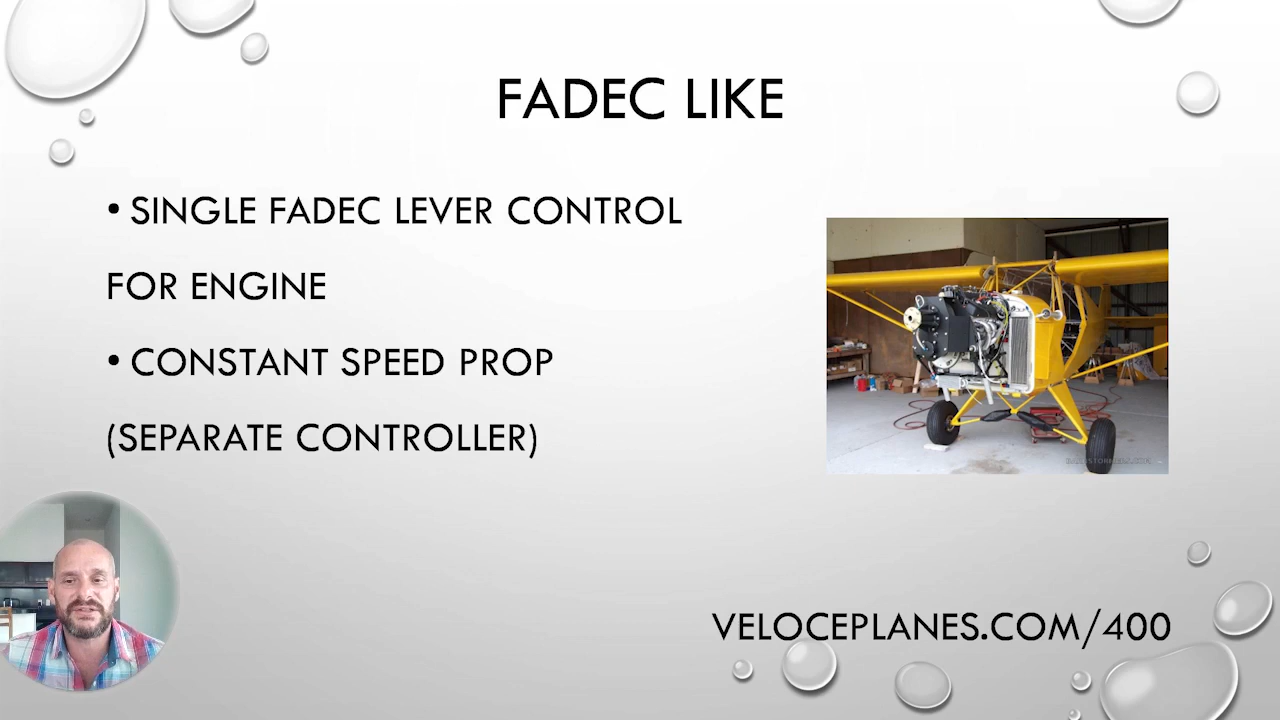 FADEC LIKE
• SINGLE FADEC LEVER CONTROL
FOR ENGINE
• CONSTANT SPEED PROP
(SEPARATE CONTROLLER)
VELOCEPLANES.COM/400